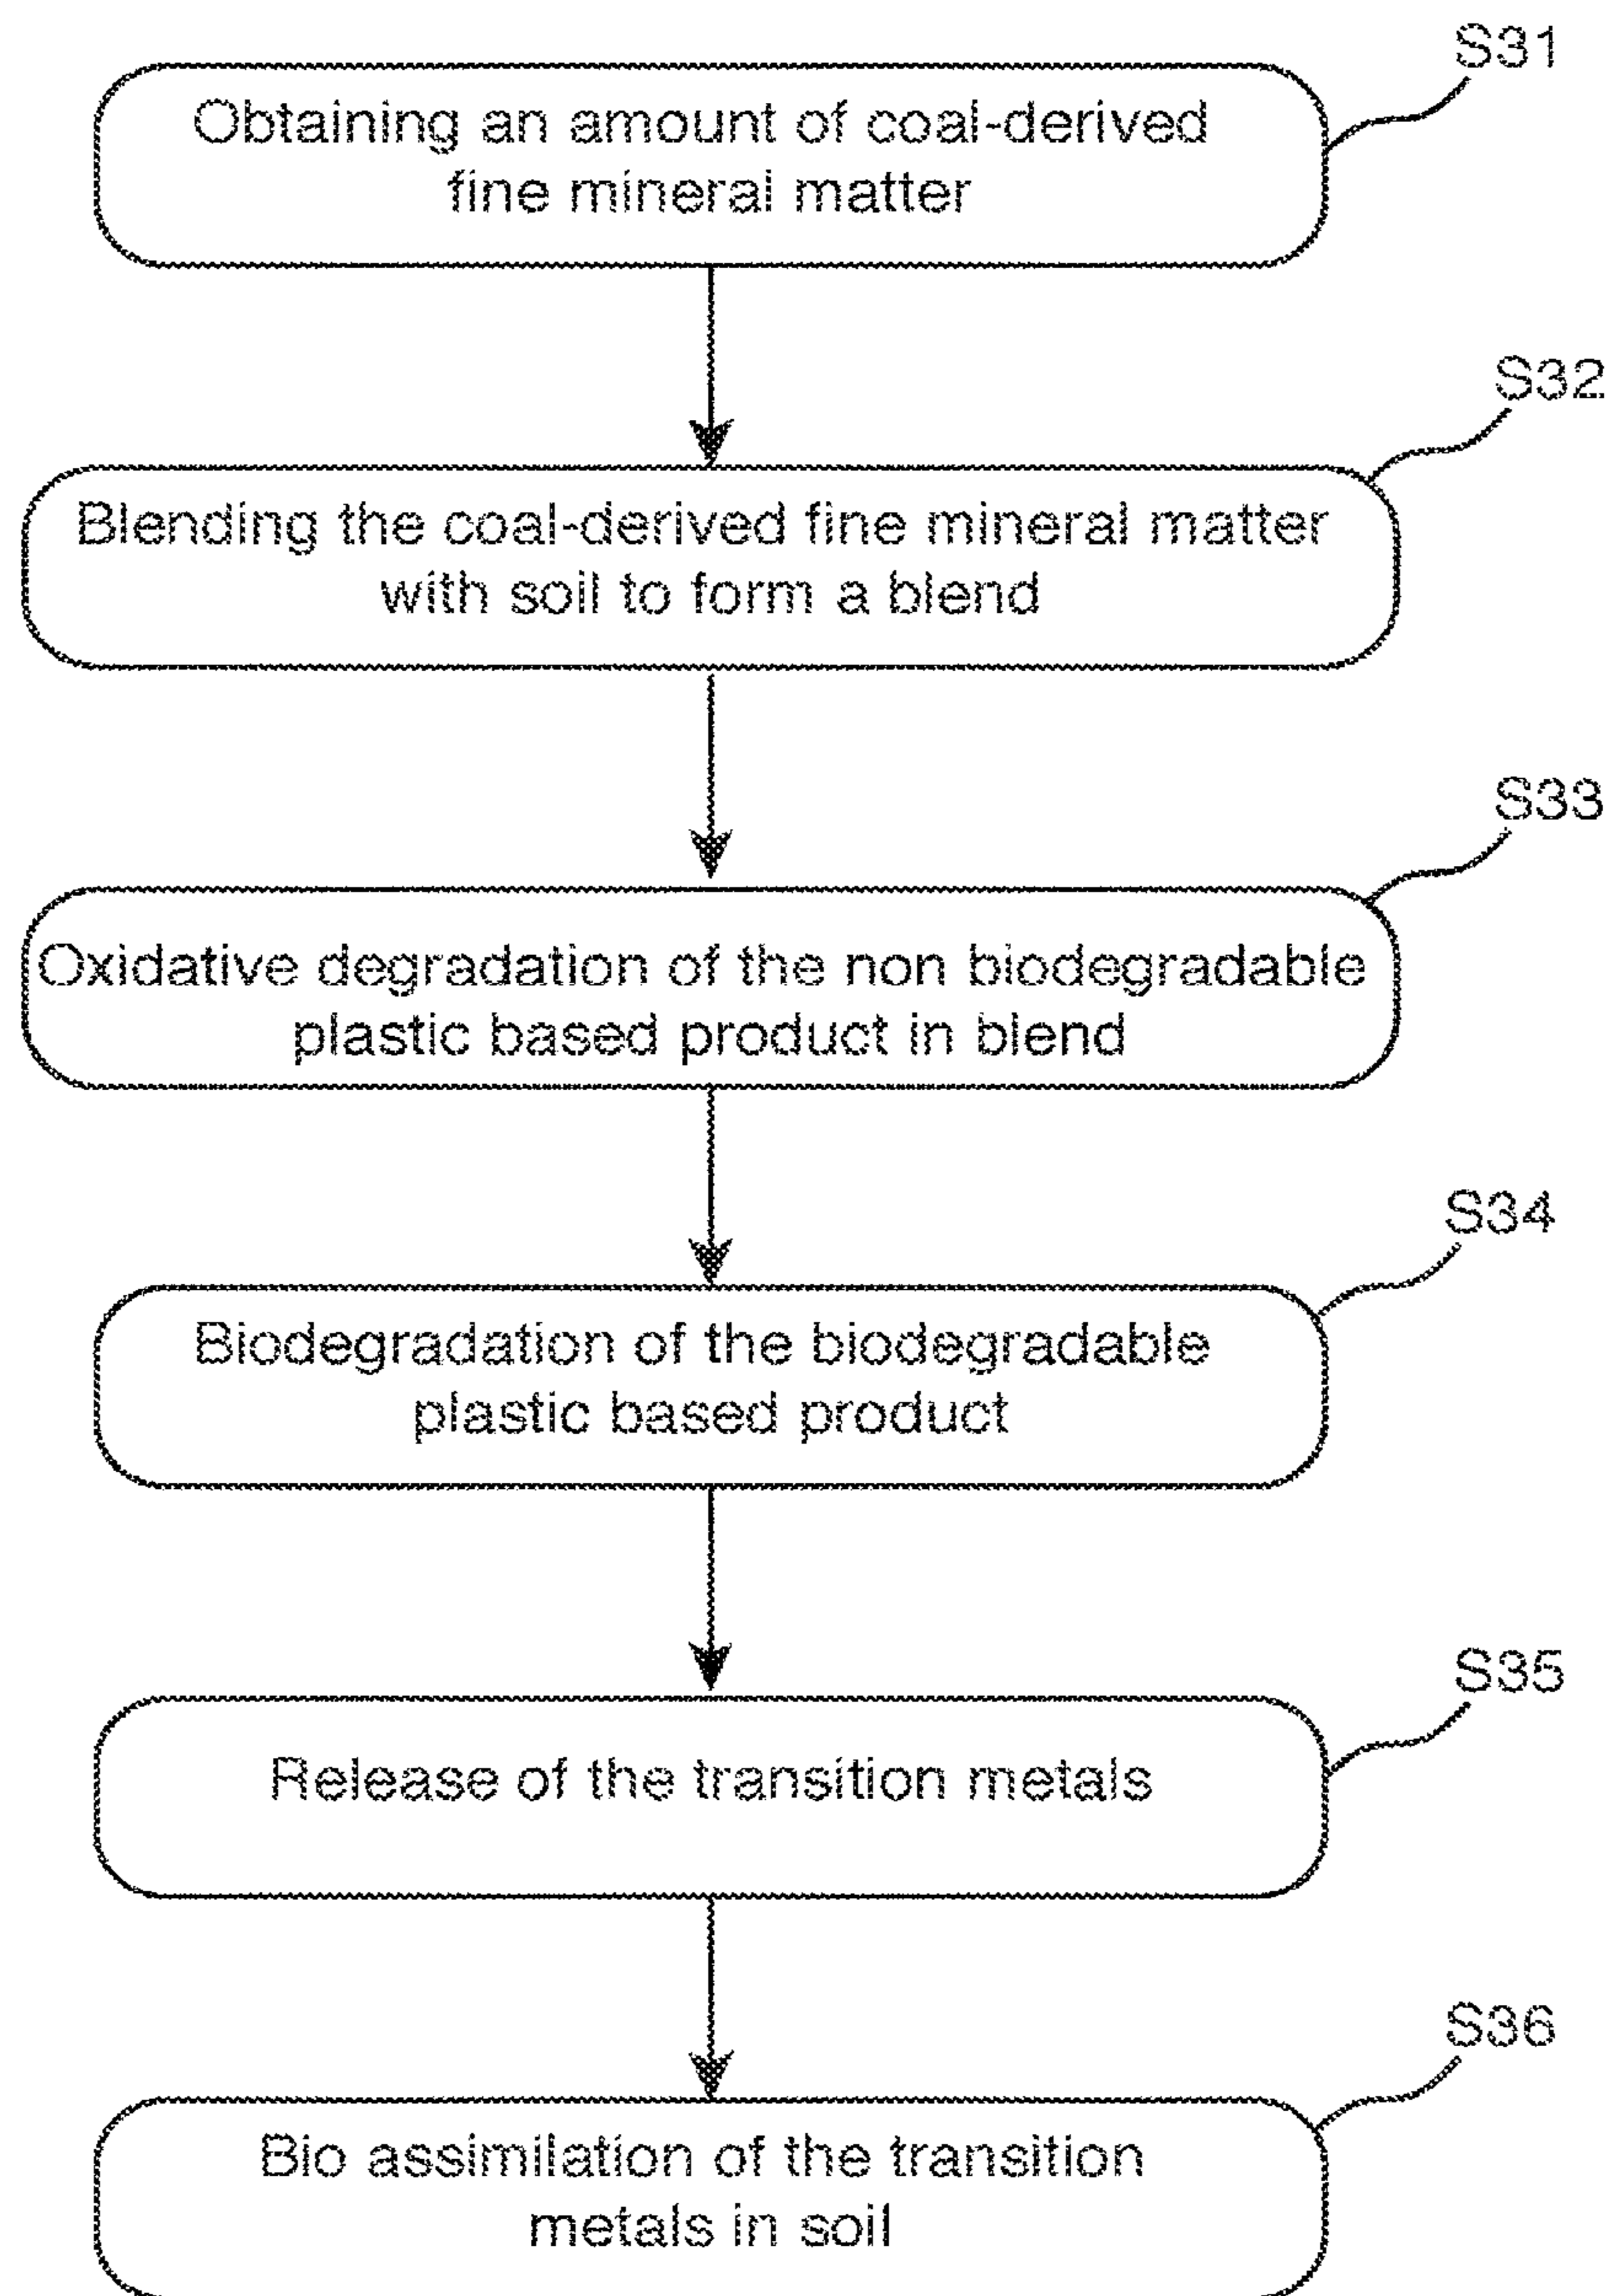 S31
Obtaining an amount of coal-derived
fine mineral matter
S32
Blending the coal-derived fine mineral matter
with soil to form a blend
S33
Oxidative degradation of the non biodegradable
plastic based product in blend
S34
Biodegradation of the biodegradable
plastic based product
S35
Release of the transition metals
S36
Bio assimilation of the transition
metals in soil